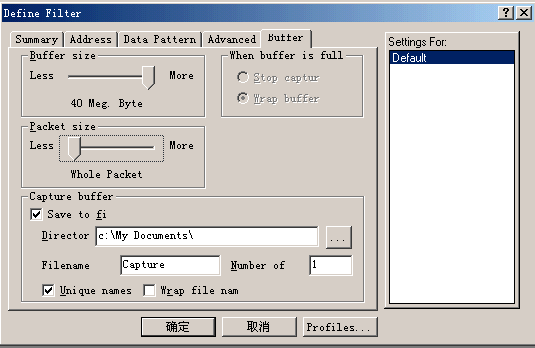 Define Filter
Summary Address Data Pattern Advanced Buffer
Settings For:
Default
Buffer size
Less More
40 Meg. Byte
When buffer is full
Stop captur
Wrap buffer
Packet size
Less More
Whole Packet
Capture buffer
Save to fi
Director c:\My Documents\ ...
Filename Capture Number of 1
Unique names Wrap file nam
确定 取消 Profiles...